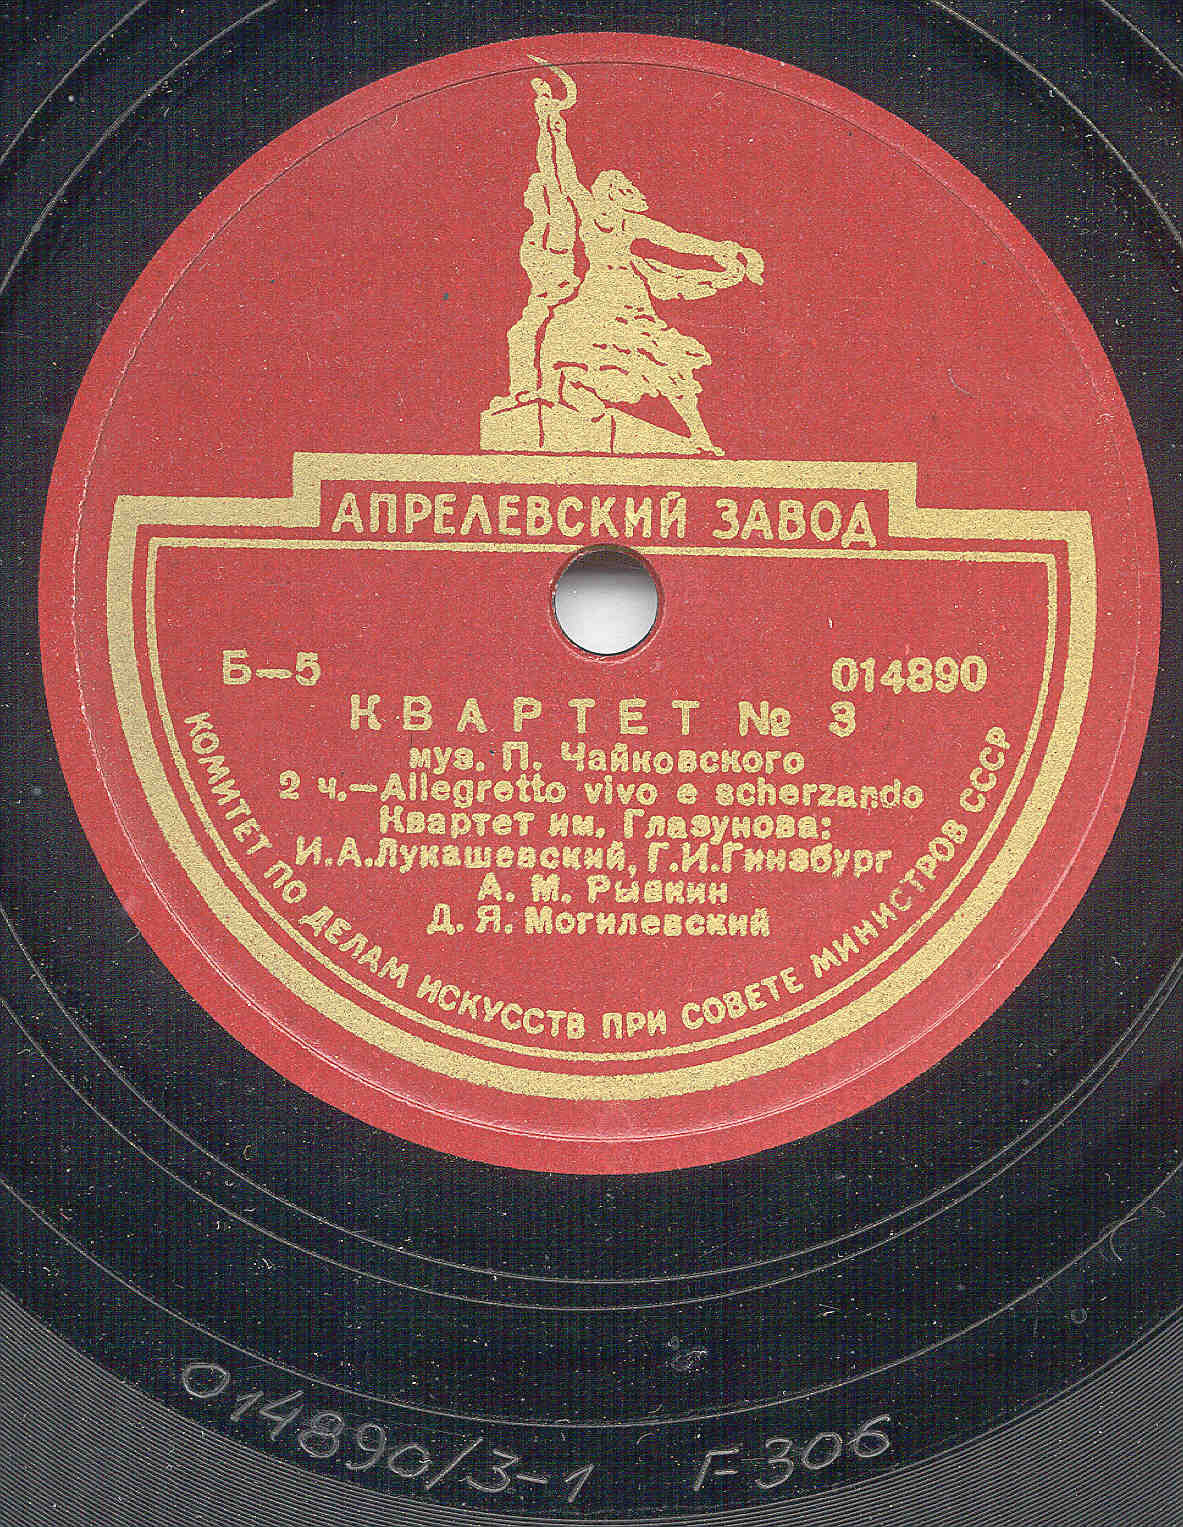 АПРЕЛЕВСКИЙ ЗАВОД
Б—5 014890
КВАРТЕТ № 3
муз. П. Чайковского
2 ч.—Allegretto vivo e scherzando
Квартет им. Глазунова:
И.А.Лукашевский, Г.И.Гинзбург
А. М. Рывкин
Д. Я. Могилевский
КОМИТЕТ ПО ДЕЛАМ ИСКУССТВ ПРИ СОВЕТЕ МИНИСТРОВ СССР
014890/3-1 Г-306